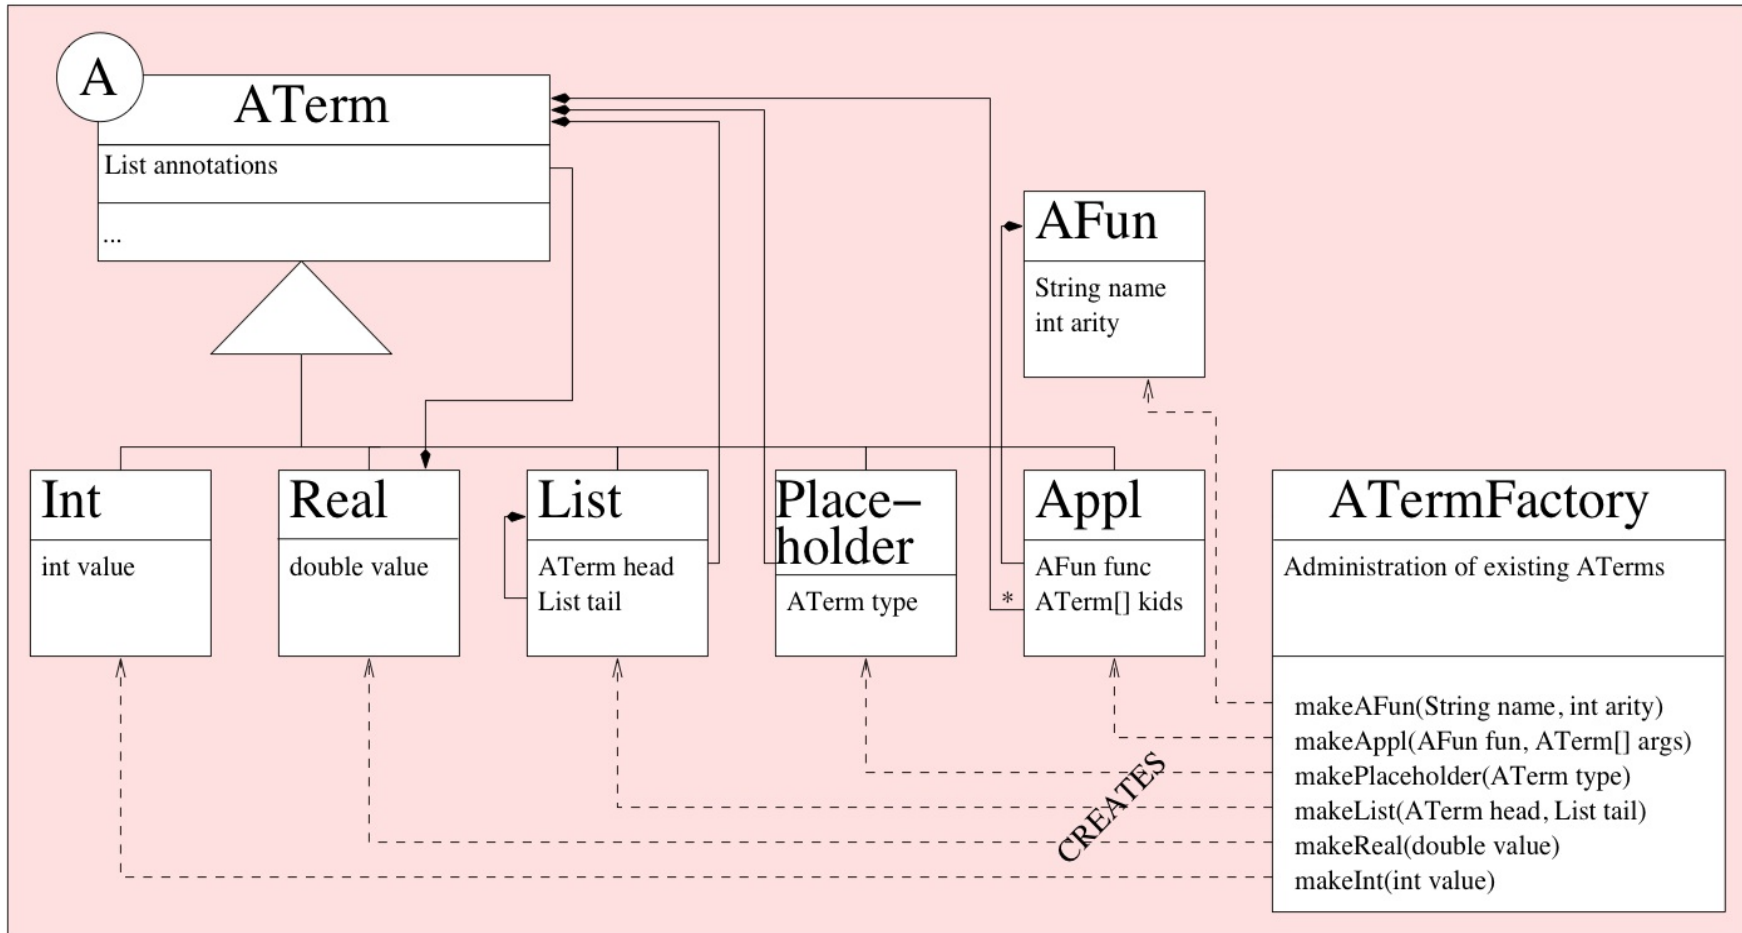 A
ATerm
List annotations
...
AFun
String name
int arity
Int
int value
Real
double value
List
ATerm head
List tail
Place–
holder
ATerm type
Appl
AFun func
*
ATerm[] kids
ATermFactory
Administration of existing ATerms
makeAFun(String name, int arity)
makeAppl(AFun fun, ATerm[] args)
makePlaceholder(ATerm type)
makeList(ATerm head, List tail)
makeReal(double value)
makeInt(int value)
CREATES